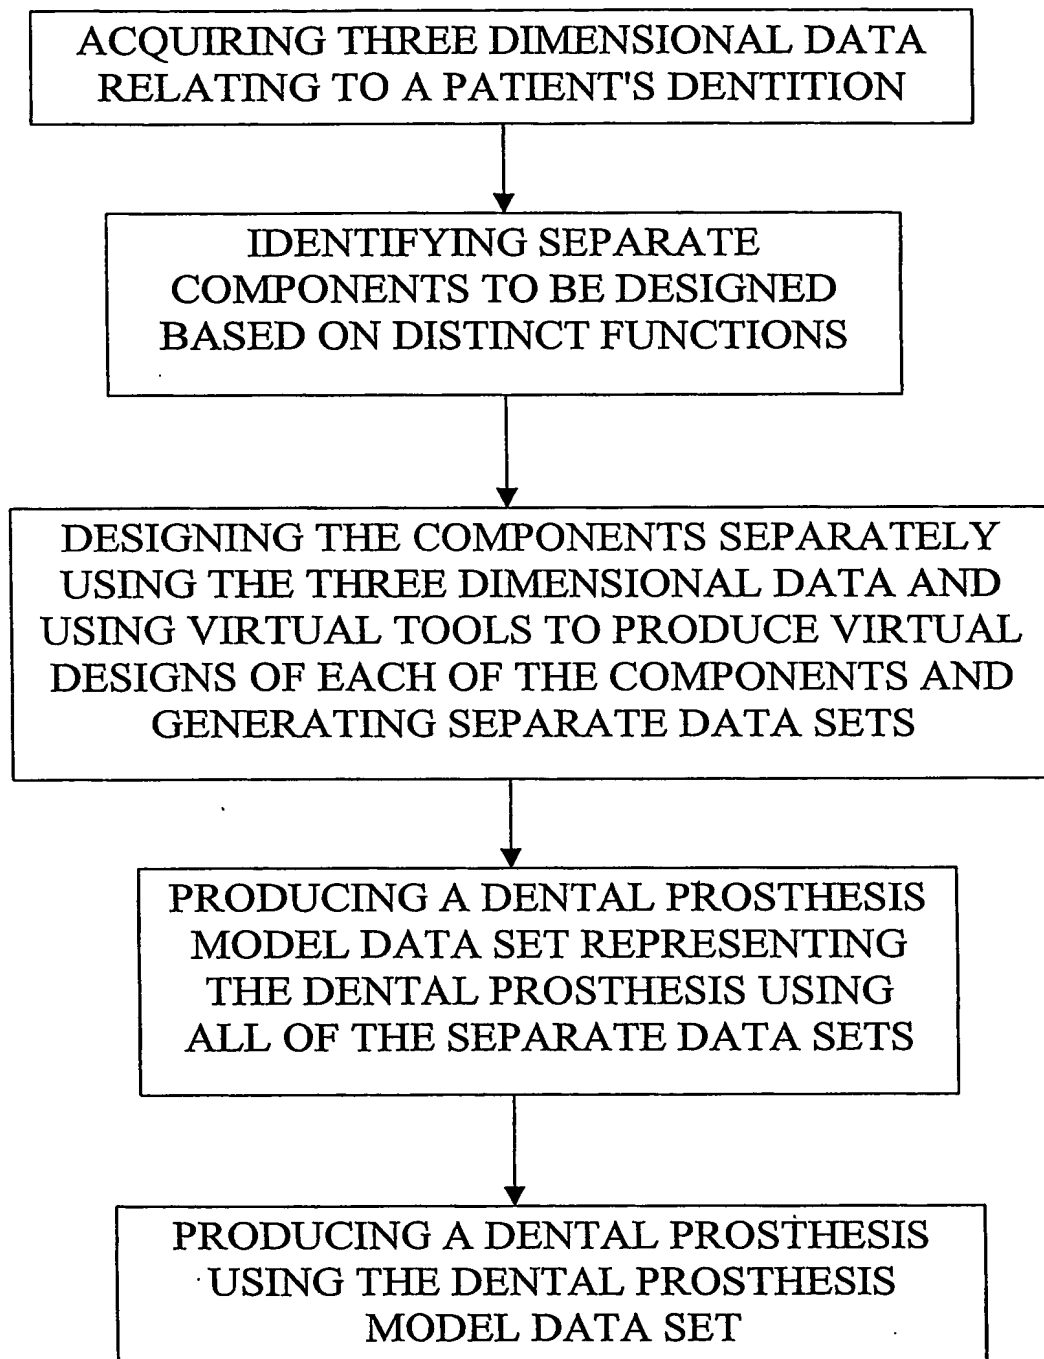 ACQUIRING THREE DIMENSIONAL DATA
RELATING TO A PATIENT'S DENTITION
IDENTIFYING SEPARATE
COMPONENTS TO BE DESIGNED
BASED ON DISTINCT FUNCTIONS
DESIGNING THE COMPONENTS SEPARATELY
USING THE THREE DIMENSIONAL DATA AND
USING VIRTUAL TOOLS TO PRODUCE VIRTUAL
DESIGNS OF EACH OF THE COMPONENTS AND
GENERATING SEPARATE DATA SETS
PRODUCING A DENTAL PROSTHESIS
MODEL DATA SET REPRESENTING
THE DENTAL PROSTHESIS USING
ALL OF THE SEPARATE DATA SETS
PRODUCING A DENTAL PROSTHESIS
USING THE DENTAL PROSTHESIS
MODEL DATA SET